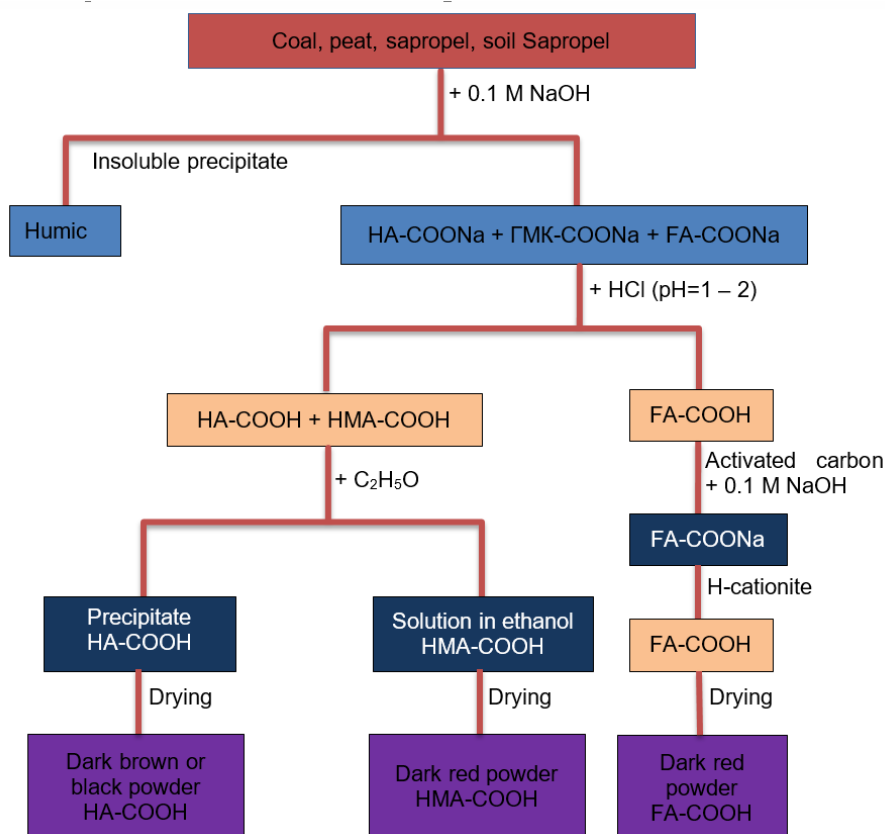 Coal, peat, sapropel, soil Sapropel
+ 0.1 M NaOH
Insoluble precipitate
Humic
HA-COONa + ГМК-COONa + FA-COONa
+ HCl (pH=1 – 2)
HA-COOH + HMA-COOH
FA-COOH
+ C₂H₅O
Activated carbon
+ 0.1 M NaOH
FA-COONa
H-cationite
Precipitate
HA-COOH
Solution in ethanol
HMA-COOH
FA-COOH
Drying
Drying
Drying
Dark brown or
black powder
HA-COOH
Dark red powder
HMA-COOH
Dark red
powder
FA-COOH